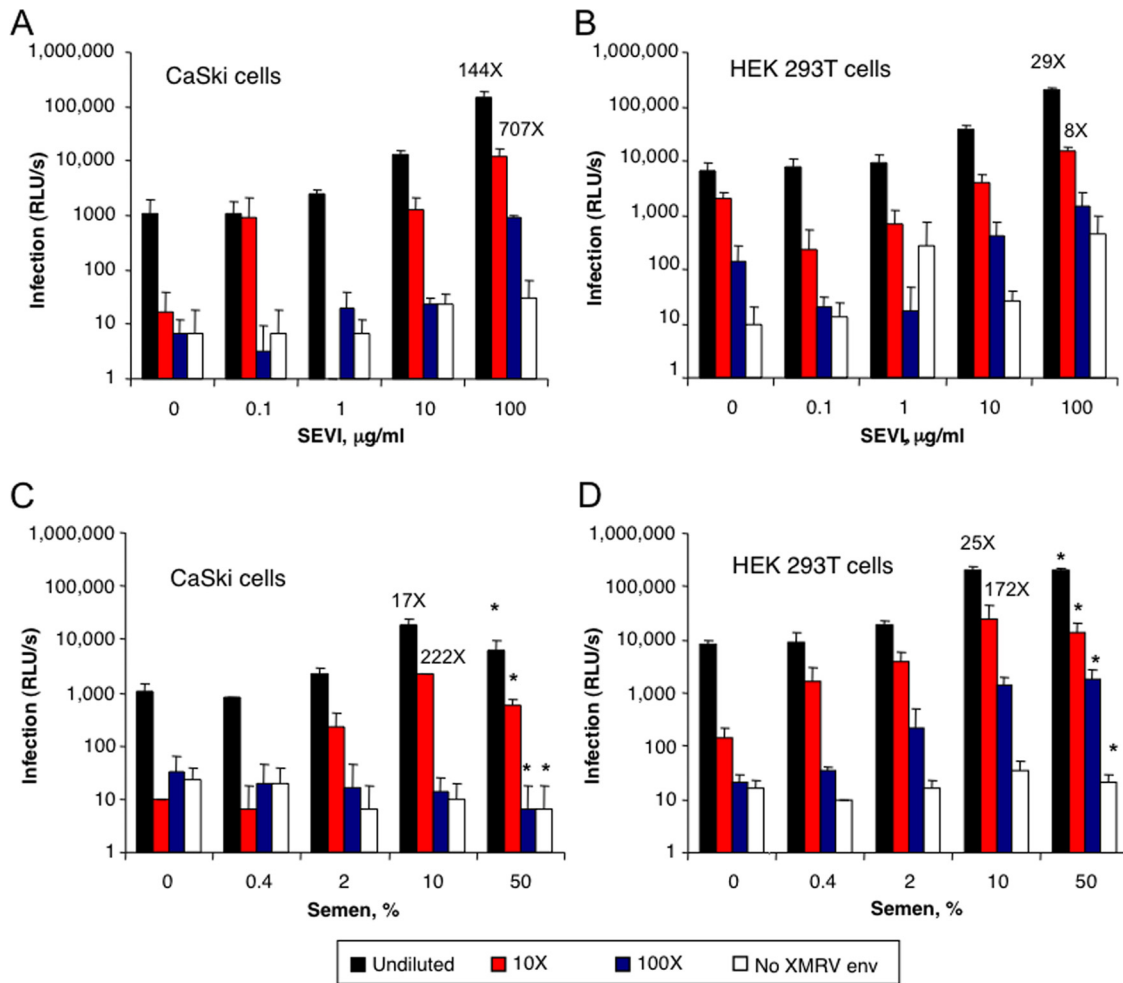 A
1,000,000
100,000
10,000
1000
100
10
1
Infection (RLU/s)
CaSki cells
144X
707X
0 0.1 1 10 100
SEVI, µg/ml
B
1,000,000
100,000
10,000
1,000
100
10
1
Infection (RLU/s)
HEK 293T cells
29X
8X
0 0.1 1 10 100
SEVI, µg/ml
C
1,000,000
100,000
10,000
1,000
100
10
1
Infection (RLU/s)
CaSki cells
17X
222X
*
*
* *
0 0.4 2 10 50
Semen, %
D
1,000,000
100,000
10,000
1,000
100
10
1
Infection (RLU/s)
HEK 293T cells
25X
172X
*
*
*
*
0 0.4 2 10 50
Semen, %
Undiluted 10X 100X No XMRV env